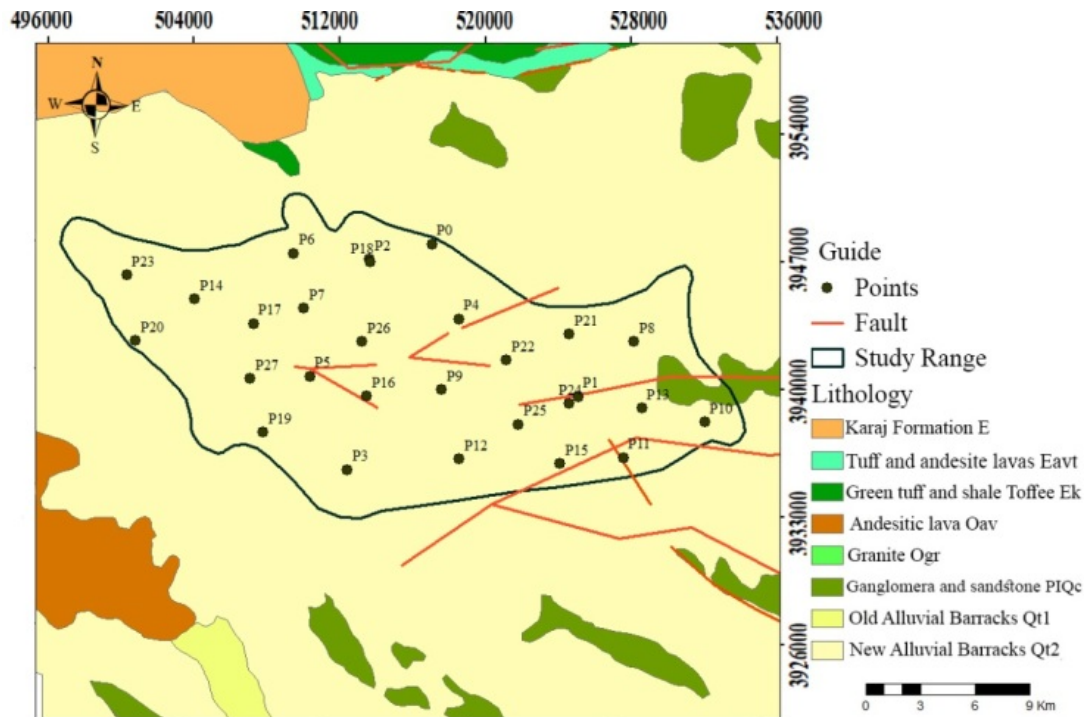 496000 504000 512000 520000 528000 536000
N
W E
S
3954000
P0
P6
P18 P2
3947000
P23
P14
P7
P17
P4
P21
P20
P26
P8
P22
P27
P5
P16
P9
P24 P1
3940000
P13
P25
P10
P19
P12
P3
P15
P11
3933000
3926000
Guide
Points
Fault
Study Range
Lithology
Karaj Formation E
Tuff and andesite lavas Eavt
Green tuff and shale Toffee Ek
Andesitic lava Oav
Granite Ogr
Ganglomera and sandstone PIQc
Old Alluvial Barracks Qt1
New Alluvial Barracks Qt2
0 3 6 9 Km